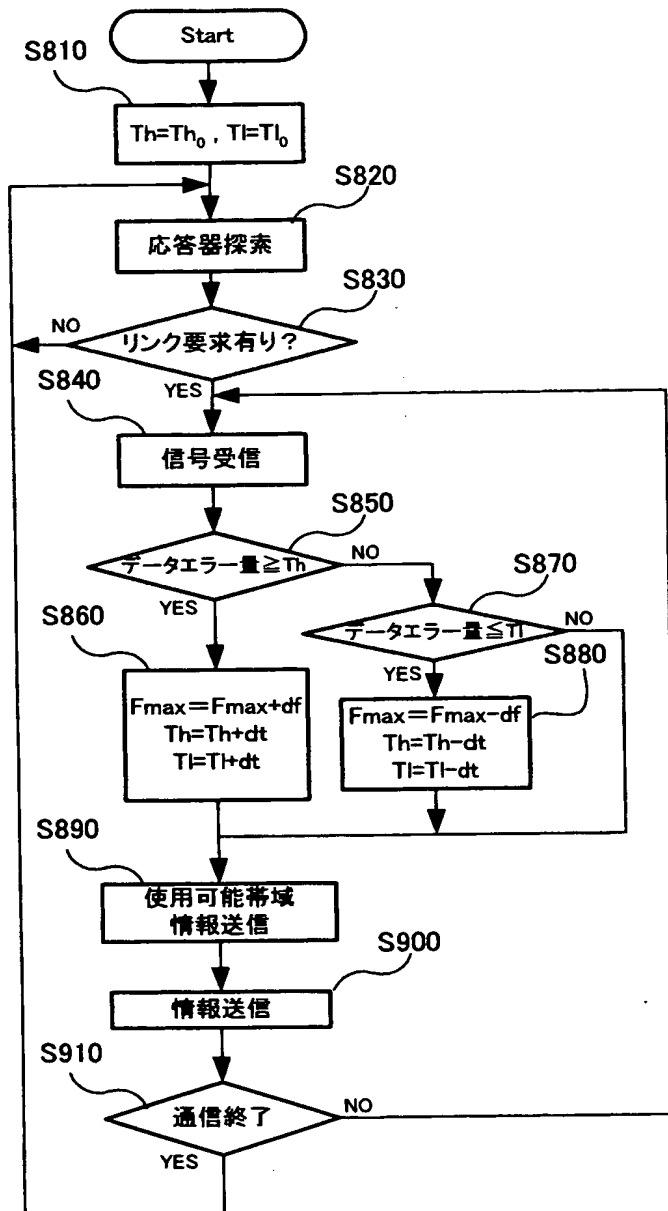 Start
S810
Th=Th₀ , Tl=Tl₀
S820
応答器探索
S830
リンク要求有り?
NO
YES
S840
信号受信
S850
データエラー量≧Th
NO
YES
S870
データエラー量≦Tl
NO
YES
S860
Fmax=Fmax+df
Th=Th+dt
Tl=Tl+dt
S880
Fmax=Fmax-df
Th=Th-dt
Tl=Tl-dt
S890
使用可能帯域
情報送信
S900
情報送信
S910
通信終了
NO
YES